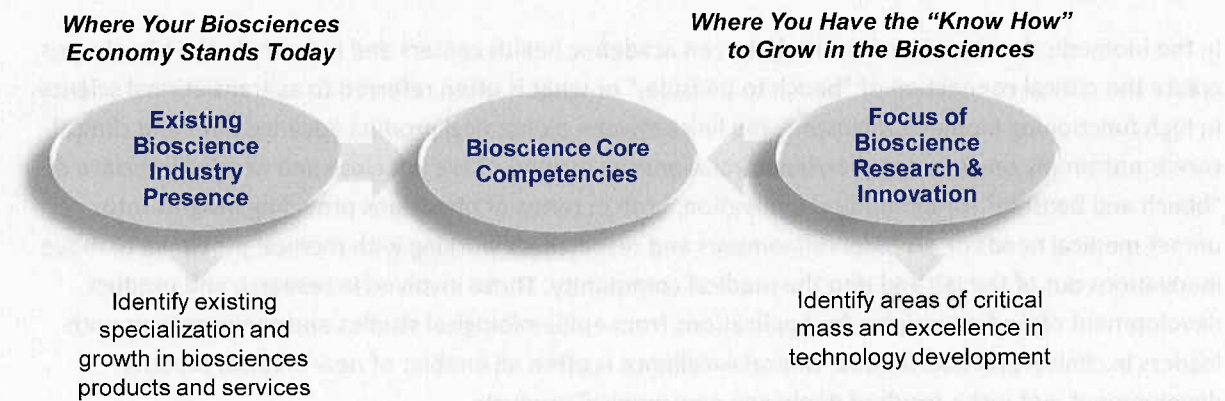 Where Your Biosciences
Economy Stands Today
Where You Have the “Know How”
to Grow in the Biosciences
Existing
Bioscience
Industry
Presence
Bioscience Core
Competencies
Focus of
Bioscience
Research &
Innovation
Identify existing
specialization and
growth in biosciences
products and services
Identify areas of critical
mass and excellence in
technology development